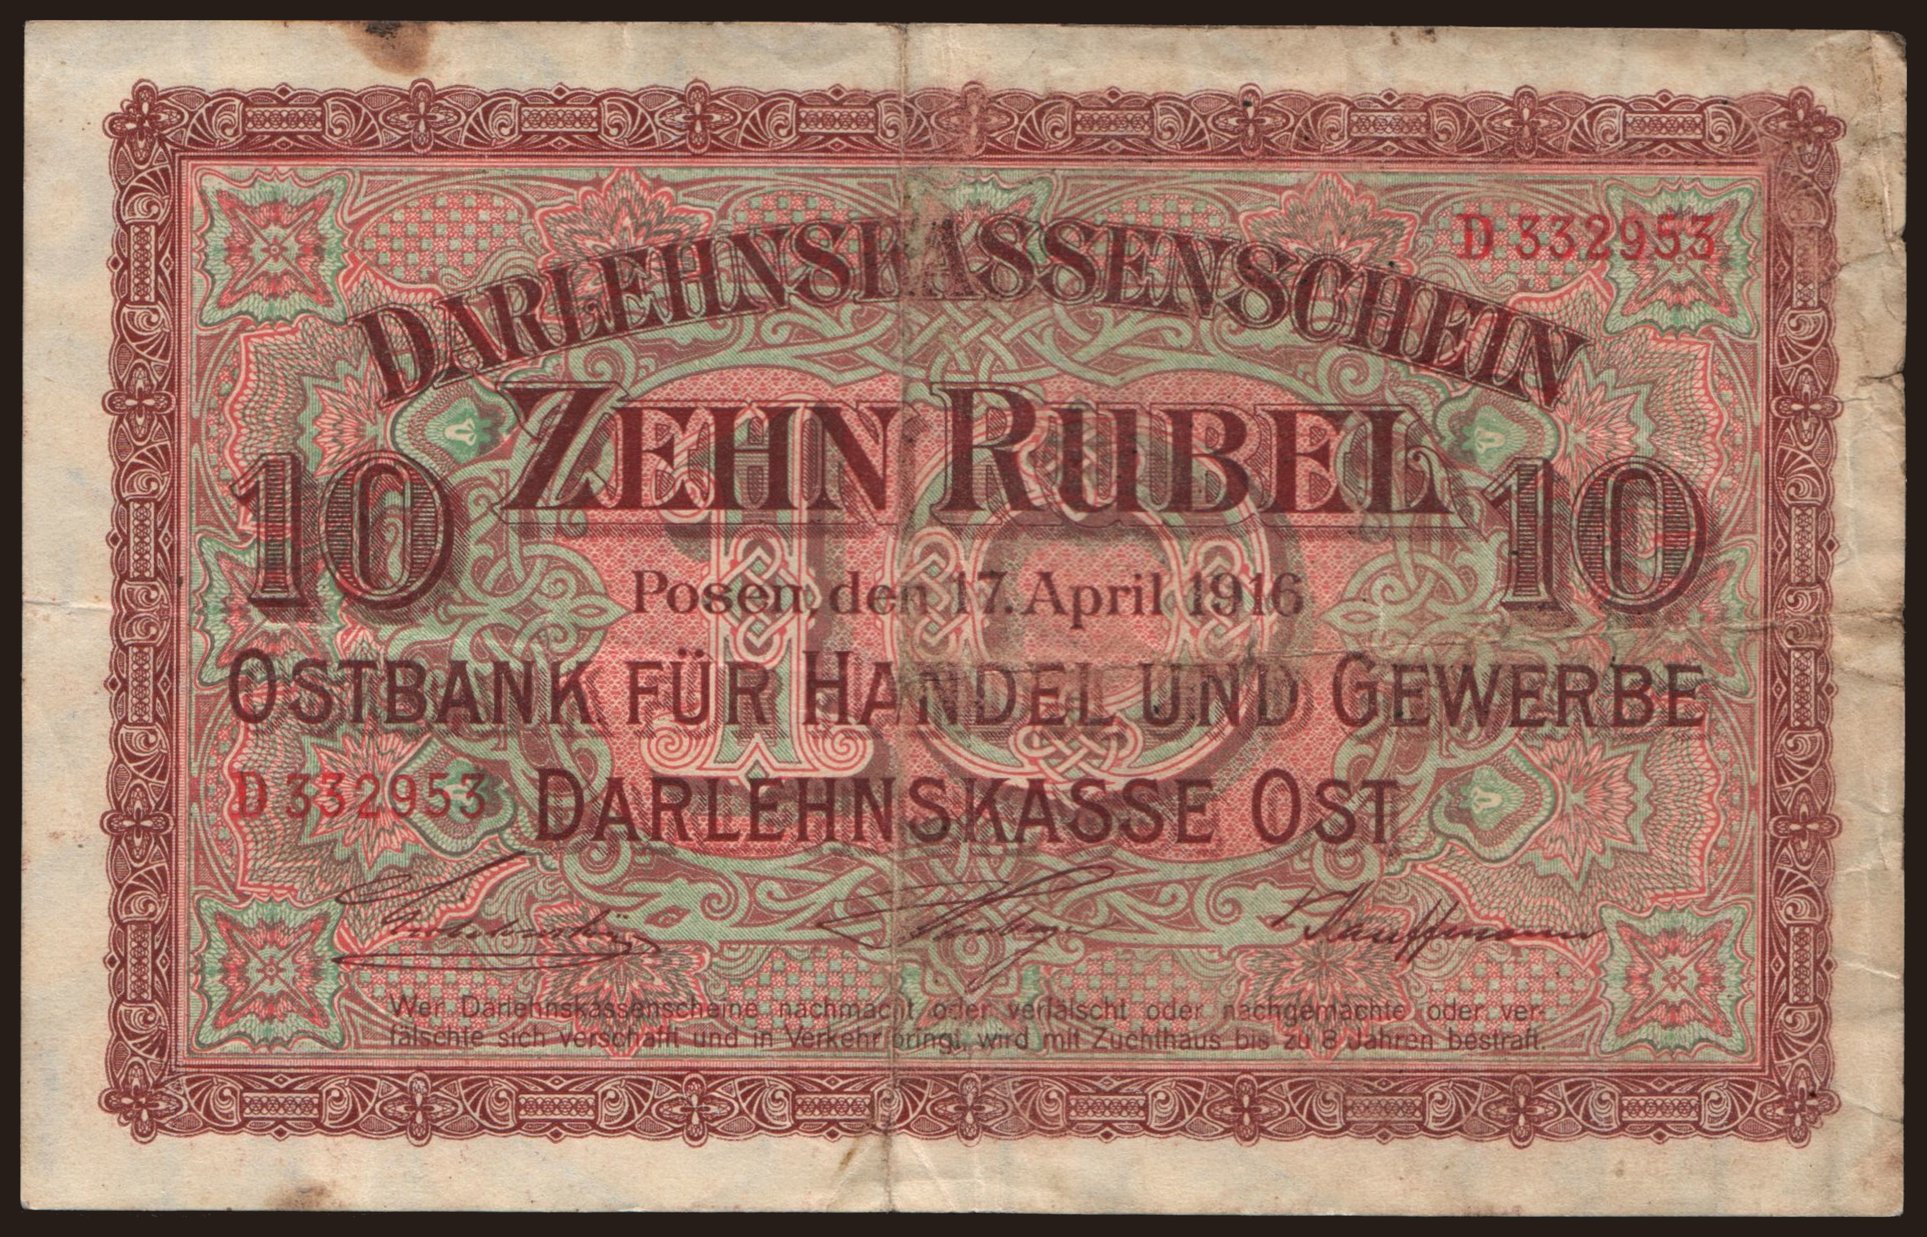 D 332953
DARLEHNSKASSENSCHEIN
ZEHN RUBEL
10 10 10
Posen, den 17. April 1916
OSTBANK FÜR HANDEL UND GEWERBE
D 332953 DARLEHNSKASSE OST
Kauffmann
Wer Darlehnskassenscheine nachmacht oder verfälscht oder nachgemachte oder ver-
fälschte sich verschafft und in Verkehr bringt, wird mit Zuchthaus bis zu 8 Jahren bestraft.